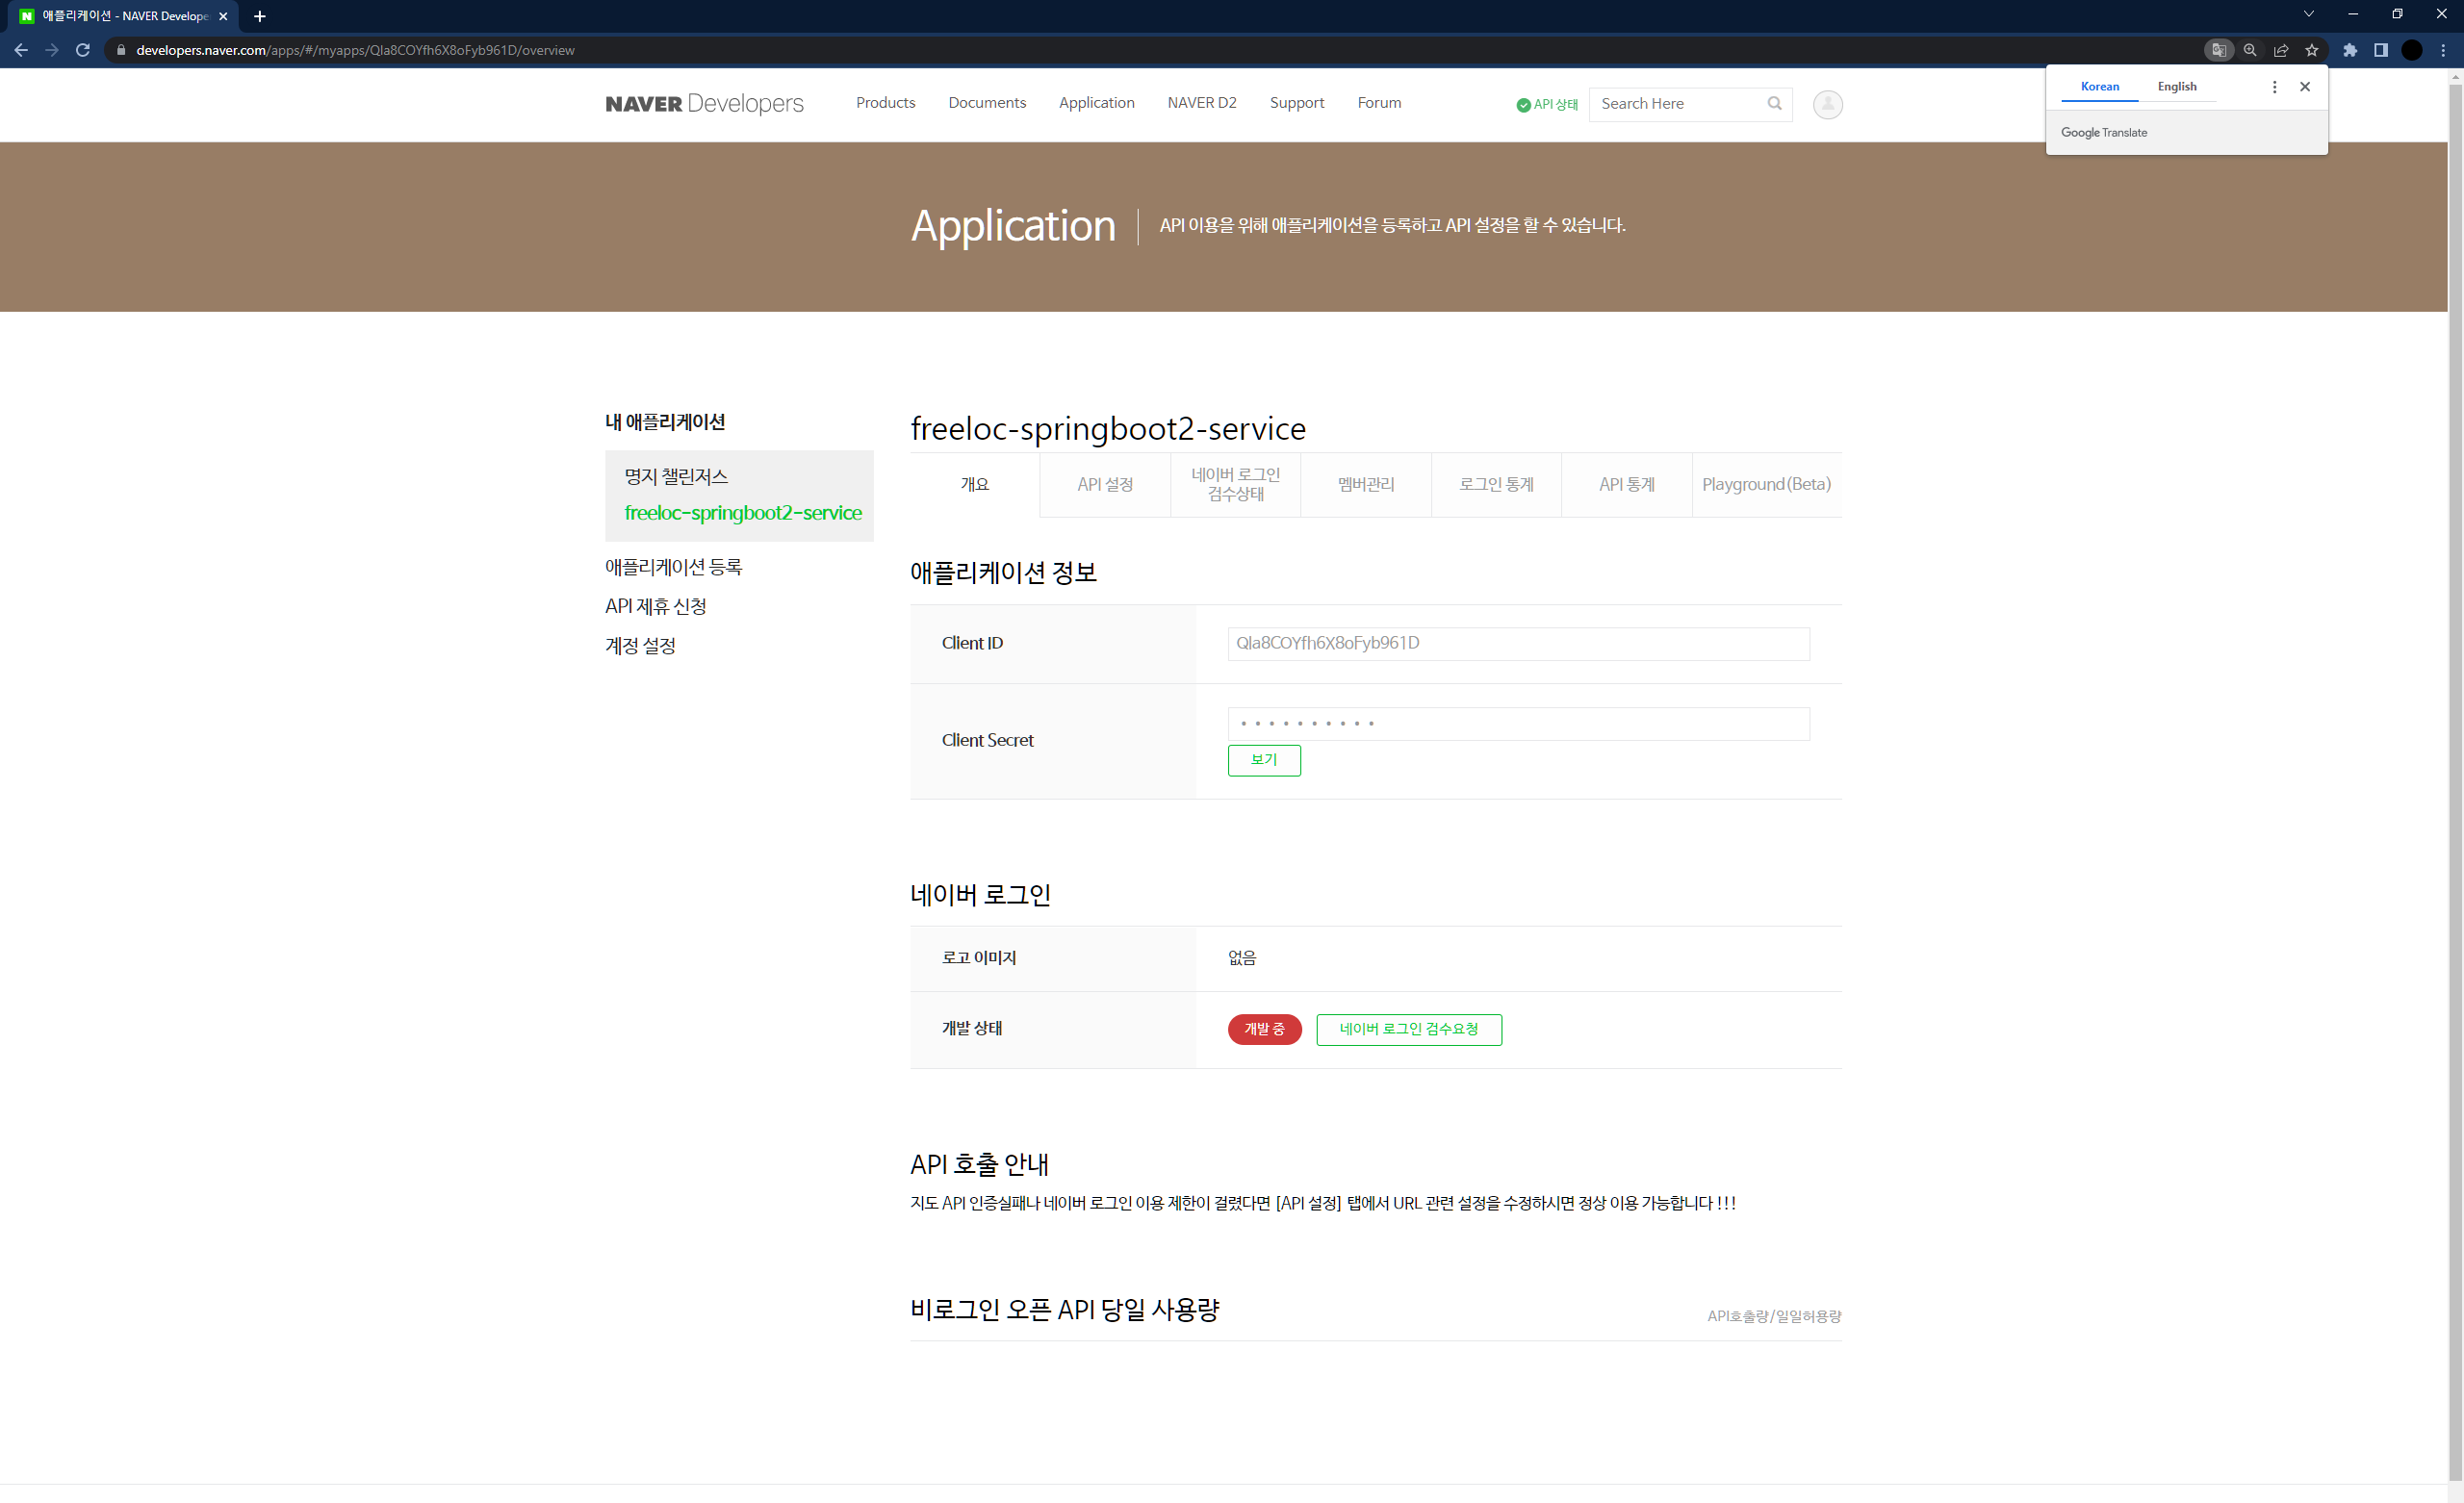 애플리케이션 - NAVER Develope
developers.naver.com/apps/#/myapps/Qla8COYfh6X8oFyb961D/overview
Korean English
Google Translate
NAVER Developers Products Documents Application NAVER D2 Support Forum API 상태 Search Here
Application API 이용을 위해 애플리케이션을 등록하고 API 설정을 할 수 있습니다.
내 애플리케이션
명지 챌린저스
freeloc-springboot2-service
애플리케이션 등록
API 제휴 신청
계정 설정
freeloc-springboot2-service
개요 API 설정 네이버 로그인 검수상태 멤버관리 로그인 통계 API 통계 Playground(Beta)
애플리케이션 정보
Client ID Qla8COYfh6X8oFyb961D
Client Secret
보기
네이버 로그인
로고 이미지 없음
개발 상태 개발 중 네이버 로그인 검수요청
API 호출 안내
지도 API 인증실패나 네이버 로그인 이용 제한이 걸렸다면 [API 설정] 탭에서 URL 관련 설정을 수정하시면 정상 이용 가능합니다 !!!
비로그인 오픈 API 당일 사용량 API호출량/일일허용량